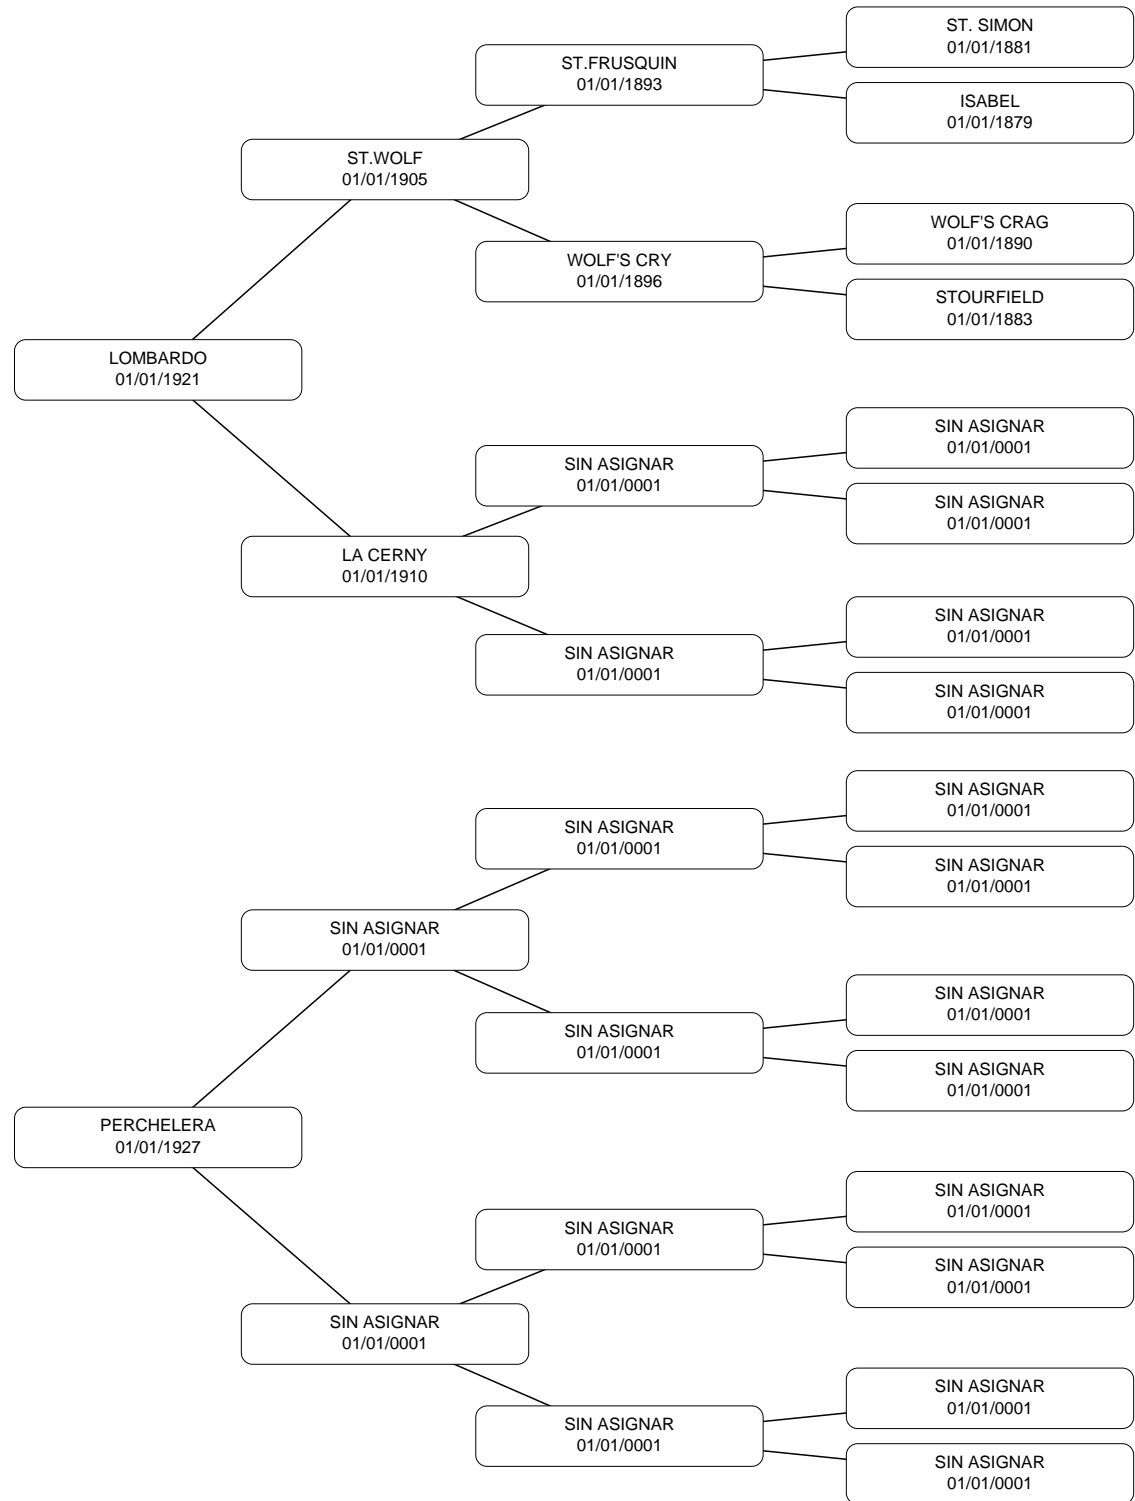 ST. SIMON
01/01/1881
ST.FRUSQUIN
01/01/1893
ISABEL
01/01/1879
ST.WOLF
01/01/1905
WOLF'S CRAG
01/01/1890
WOLF'S CRY
01/01/1896
STOURFIELD
01/01/1883
LOMBARDO
01/01/1921
SIN ASIGNAR
01/01/0001
SIN ASIGNAR
01/01/0001
SIN ASIGNAR
01/01/0001
LA CERNY
01/01/1910
SIN ASIGNAR
01/01/0001
SIN ASIGNAR
01/01/0001
SIN ASIGNAR
01/01/0001
SIN ASIGNAR
01/01/0001
SIN ASIGNAR
01/01/0001
SIN ASIGNAR
01/01/0001
SIN ASIGNAR
01/01/0001
SIN ASIGNAR
01/01/0001
SIN ASIGNAR
01/01/0001
SIN ASIGNAR
01/01/0001
PERCHELERA
01/01/1927
SIN ASIGNAR
01/01/0001
SIN ASIGNAR
01/01/0001
SIN ASIGNAR
01/01/0001
SIN ASIGNAR
01/01/0001
SIN ASIGNAR
01/01/0001
SIN ASIGNAR
01/01/0001
SIN ASIGNAR
01/01/0001